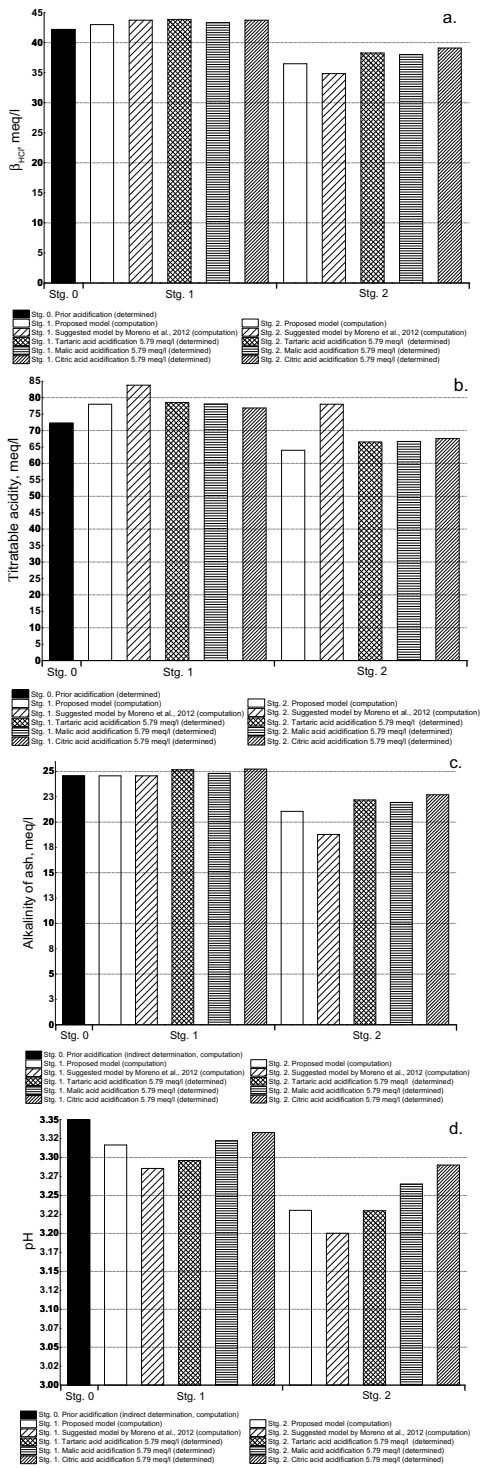 a.
β_HCl, meq/l
45
40
35
30
25
20
15
10
5
0
Stg. 0 Stg. 1 Stg. 2
Stg. 0. Prior acidification (determined)
Stg. 1. Proposed model (computation) Stg. 2. Proposed model (computation)
Stg. 1. Suggested model by Moreno et al., 2012 (computation) Stg. 2. Suggested model by Moreno et al., 2012 (computation)
Stg. 1. Tartaric acid acidification 5.79 meq/l (determined) Stg. 2. Tartaric acid acidification 5.79 meq/l (determined)
Stg. 1. Malic acid acidification 5.79 meq/l (determined) Stg. 2. Malic acid acidification 5.79 meq/l (determined)
Stg. 1. Citric acid acidification 5.79 meq/l (determined) Stg. 2. Citric acid acidification 5.79 meq/l (determined)
b.
Titratable acidity, meq/l
85
80
75
70
65
60
55
50
45
40
35
30
25
20
15
10
5
0
Stg. 0 Stg. 1 Stg. 2
Stg. 0. Prior acidification (determined)
Stg. 1. Proposed model (computation) Stg. 2. Proposed model (computation)
Stg. 1. Suggested model by Moreno et al., 2012 (computation) Stg. 2. Suggested model by Moreno et al., 2012 (computation)
Stg. 1. Tartaric acid acidification 5.79 meq/l (determined) Stg. 2. Tartaric acid acidification 5.79 meq/l (determined)
Stg. 1. Malic acid acidification 5.79 meq/l (determined) Stg. 2. Malic acid acidification 5.79 meq/l (determined)
Stg. 1. Citric acid acidification 5.79 meq/l (determined) Stg. 2. Citric acid acidification 5.79 meq/l (determined)
c.
Alkalinity of ash, meq/l
25
23
20
18
15
13
10
8
5
3
0
Stg. 0 Stg. 1 Stg. 2
Stg. 0. Prior acidification (indirect determination, computation)
Stg. 1. Proposed model (computation) Stg. 2. Proposed model (computation)
Stg. 1. Suggested model by Moreno et al., 2012 (computation) Stg. 2. Suggested model by Moreno et al., 2012 (computation)
Stg. 1. Tartaric acid acidification 5.79 meq/l (determined) Stg. 2. Tartaric acid acidification 5.79 meq/l (determined)
Stg. 1. Malic acid acidification 5.79 meq/l (determined) Stg. 2. Malic acid acidification 5.79 meq/l (determined)
Stg. 1. Citric acid acidification 5.79 meq/l (determined) Stg. 2. Citric acid acidification 5.79 meq/l (determined)
d.
pH
3.35
3.32
3.30
3.27
3.25
3.22
3.20
3.17
3.15
3.12
3.10
3.07
3.05
3.02
3.00
Stg. 0 Stg. 1 Stg. 2
Stg. 0. Prior acidification (indirect determination, computation)
Stg. 1. Proposed model (computation) Stg. 2. Proposed model (computation)
Stg. 1. Suggested model by Moreno et al., 2012 (computation) Stg. 2. Suggested model by Moreno et al., 2012 (computation)
Stg. 1. Tartaric acid acidification 5.79 meq/l (determined) Stg. 2. Tartaric acid acidification 5.79 meq/l (determined)
Stg. 1. Malic acid acidification 5.79 meq/l (determined) Stg. 2. Malic acid acidification 5.79 meq/l (determined)
Stg. 1. Citric acid acidification 5.79 meq/l (determined) Stg. 2. Citric acid acidification 5.79 meq/l (determined)